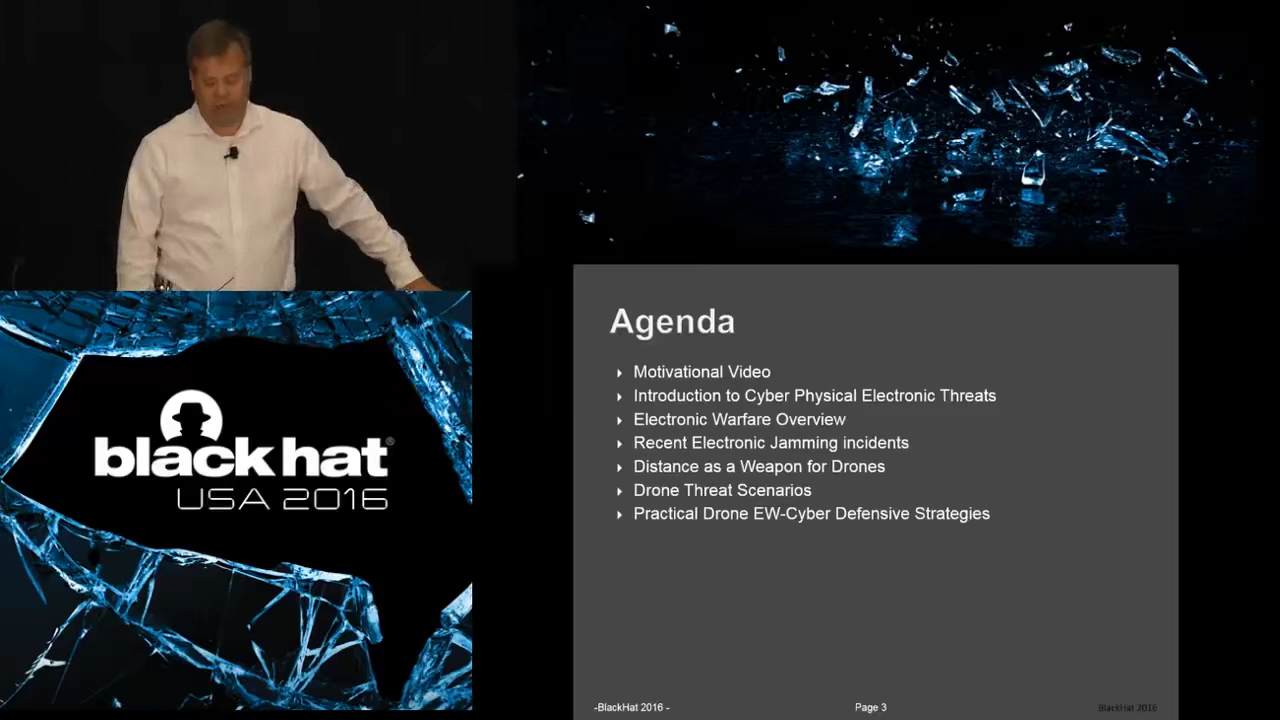 black hat®
USA 2016
Agenda
Motivational Video
Introduction to Cyber Physical Electronic Threats
Electronic Warfare Overview
Recent Electronic Jamming incidents
Distance as a Weapon for Drones
Drone Threat Scenarios
Practical Drone EW-Cyber Defensive Strategies
-BlackHat 2016 -
Page 3
BlackHat 2016